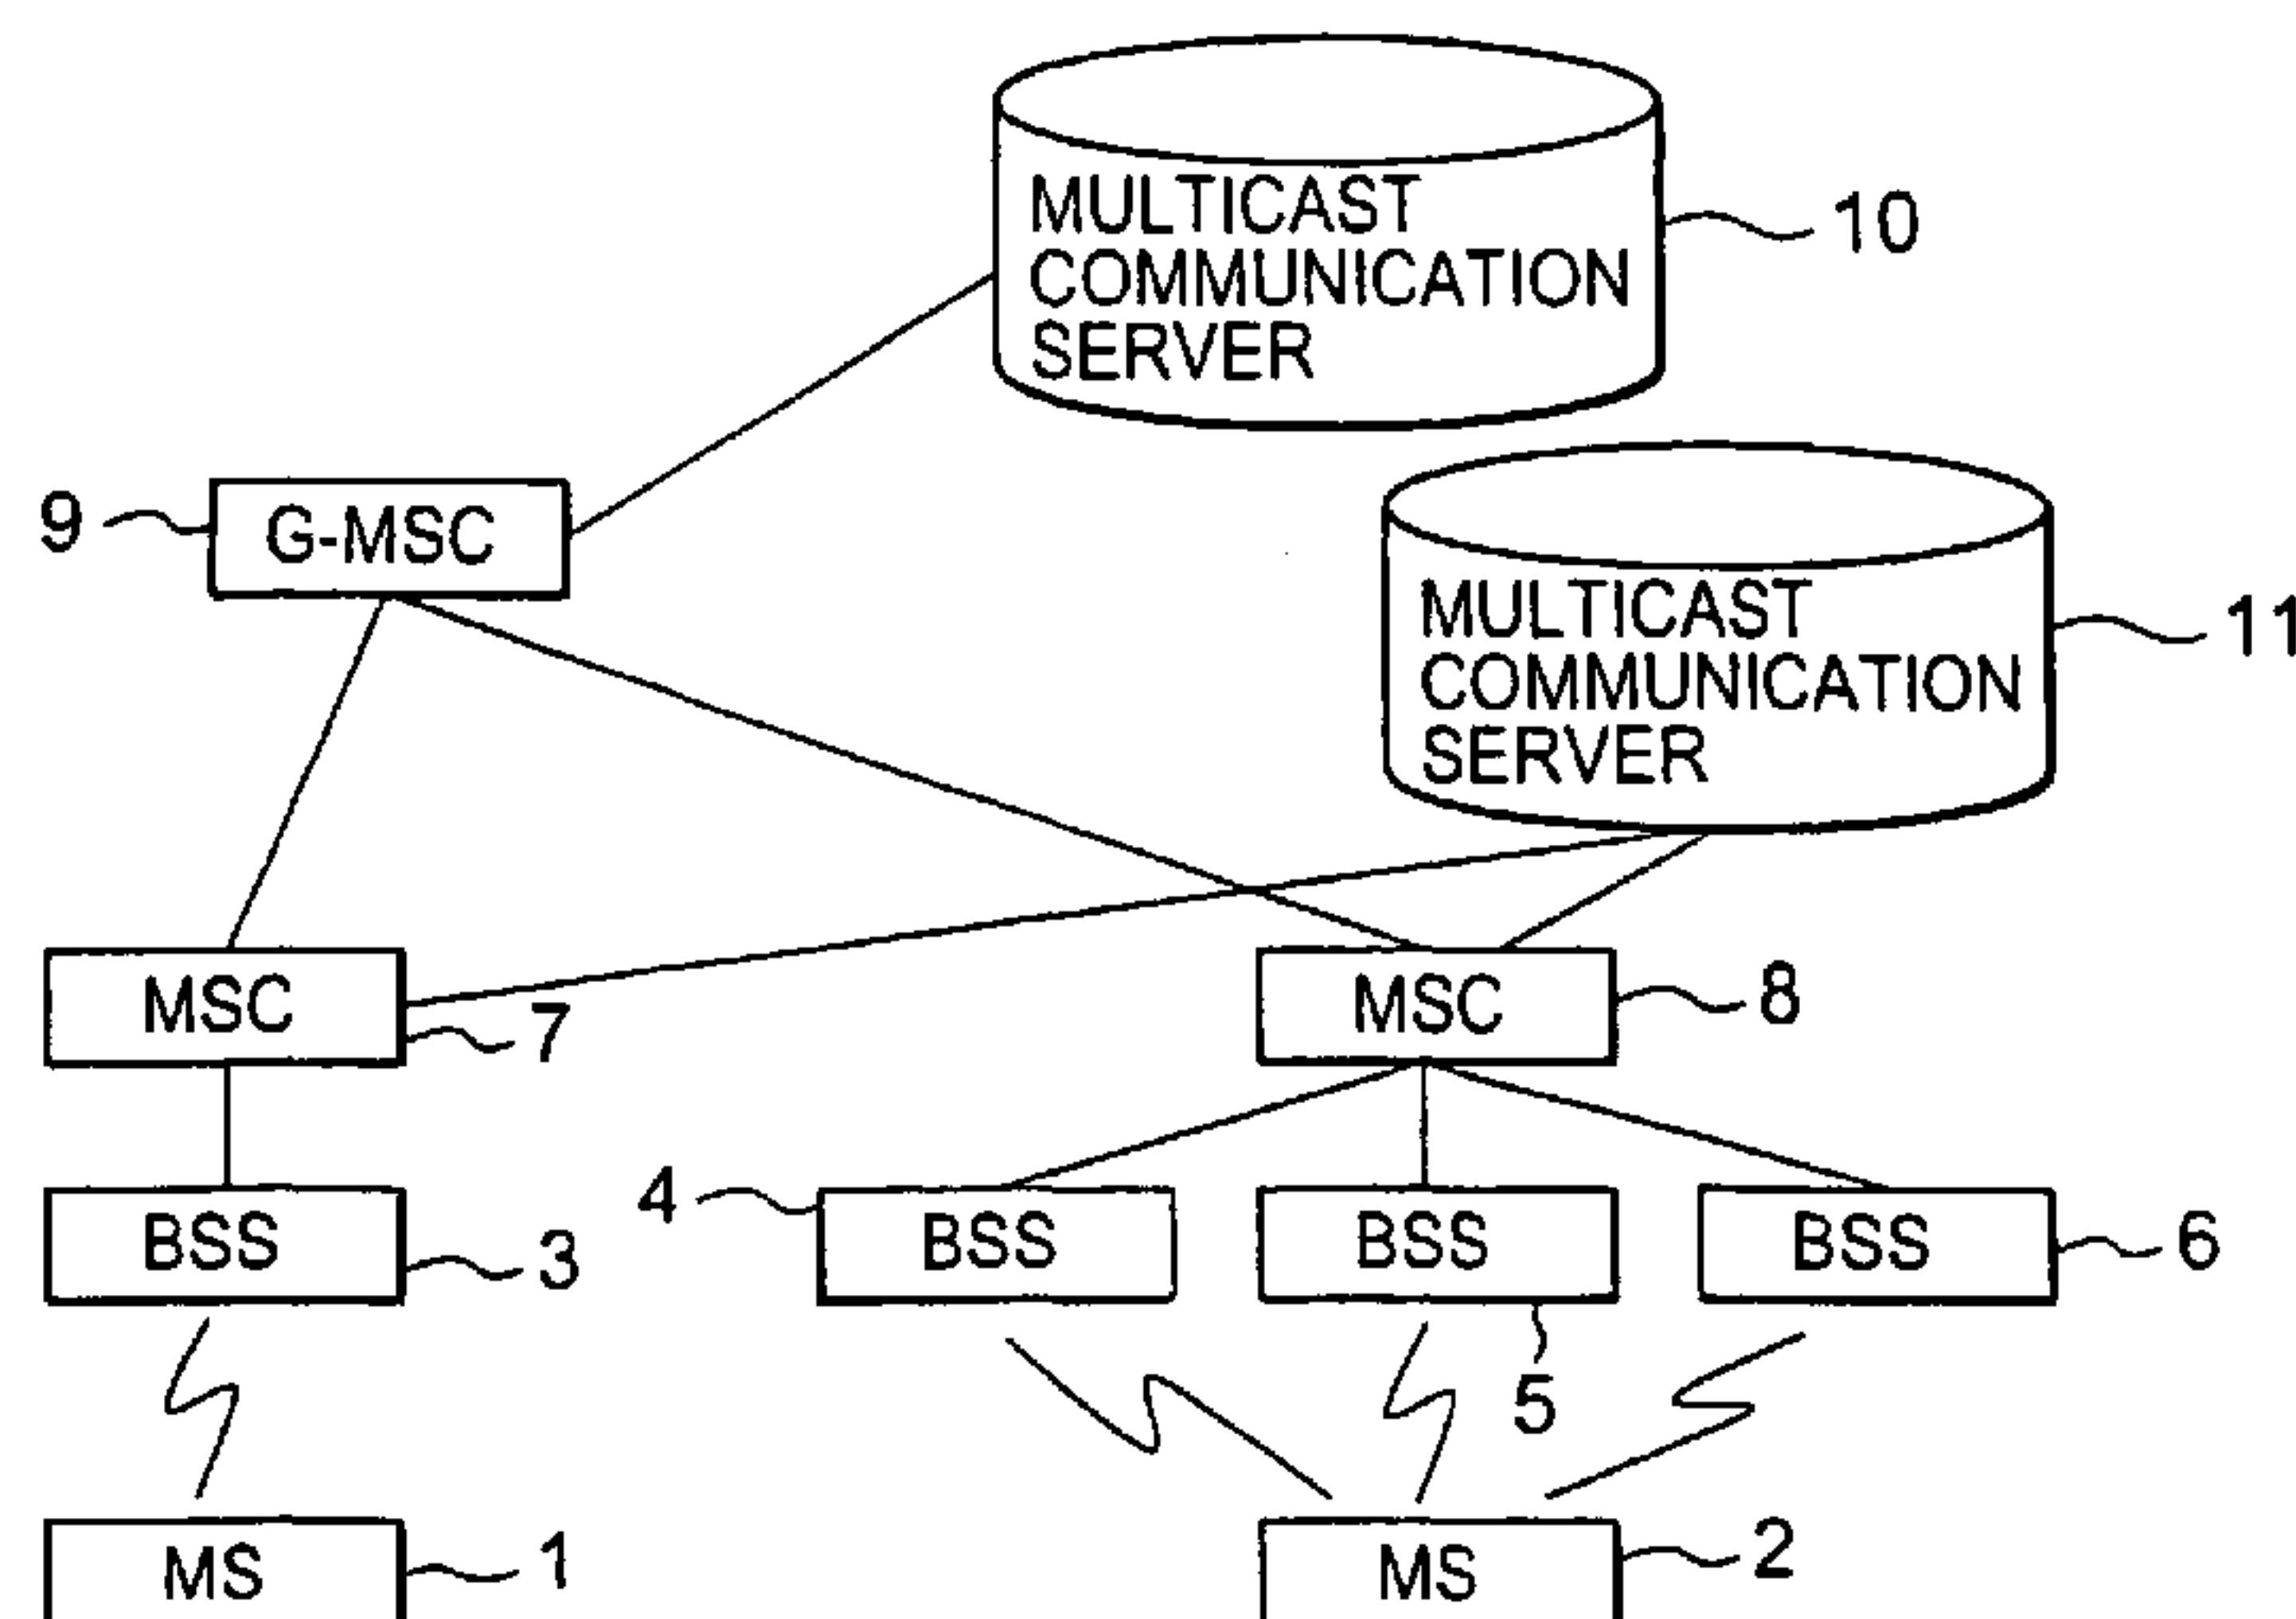 MULTICAST
COMMUNICATION
SERVER
10
9
G-MSC
MULTICAST
COMMUNICATION
SERVER
11
MSC
7
MSC
8
BSS
3
4
BSS
BSS
5
BSS
6
MS
1
MS
2